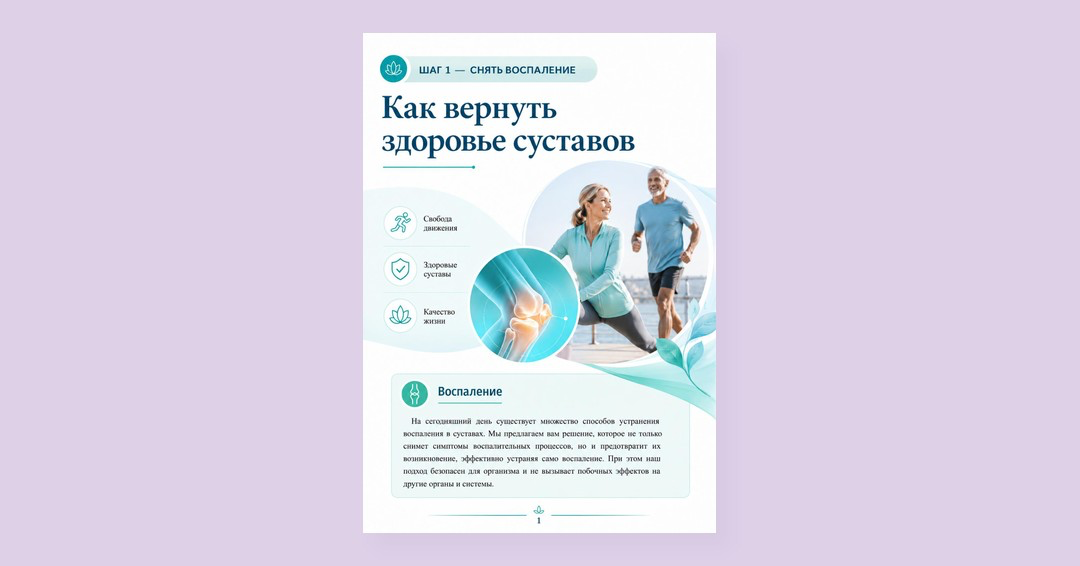 ШАГ 1 — СНЯТЬ ВОСПАЛЕНИЕ
Как вернуть
здоровье суставов
Свобода
движения
Здоровые
суставы
Качество
жизни
Воспаление
На сегодняшний день существует множество способов устранения
воспаления в суставах. Мы предлагаем вам решение, которое не только
снимет симптомы воспалительных процессов, но и предотвратит их
возникновение, эффективно устраняя само воспаление. При этом наш
подход безопасен для организма и не вызывает побочных эффектов на
другие органы и системы.
1